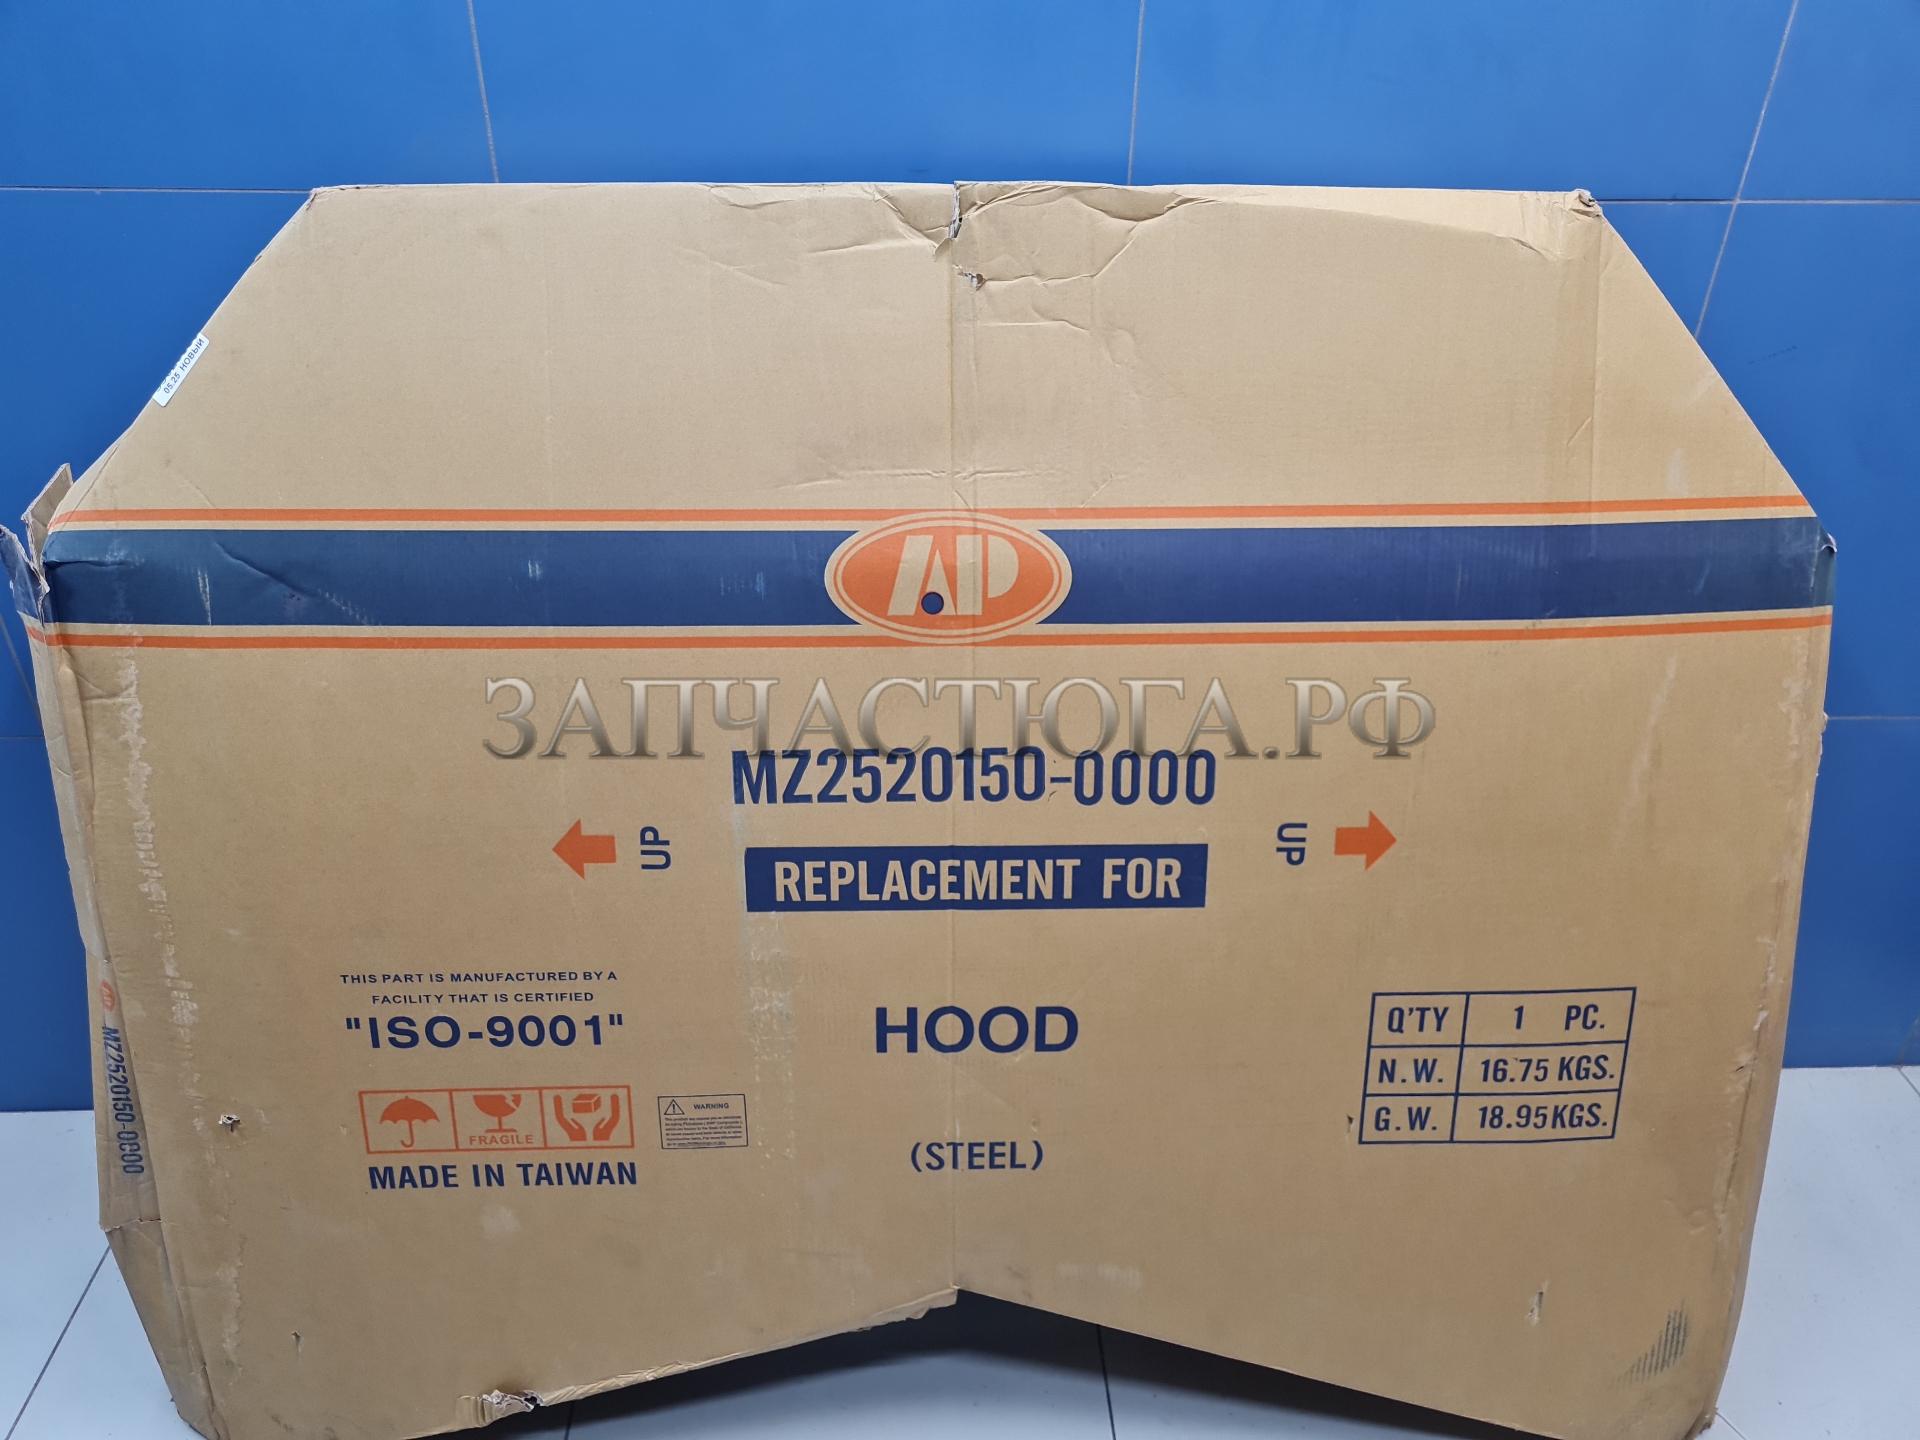 05.25 НОВЫЙ
AP
ЗАПЧАСТЮГА.РФ
MZ2520150-0000
UP
UP
REPLACEMENT FOR
THIS PART IS MANUFACTURED BY A
FACILITY THAT IS CERTIFIED
"ISO-9001"
HOOD
(STEEL)
Q'TY 1 PC.
N.W. 16.75 KGS.
G.W. 18.95KGS.
FRAGILE
WARNING
MADE IN TAIWAN
AP MZ2520150-0000